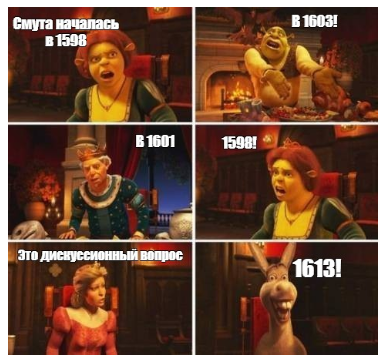 Смута началась
в 1598
В 1603!
В 1601
1598!
Это дискуссионный вопрос
1613!